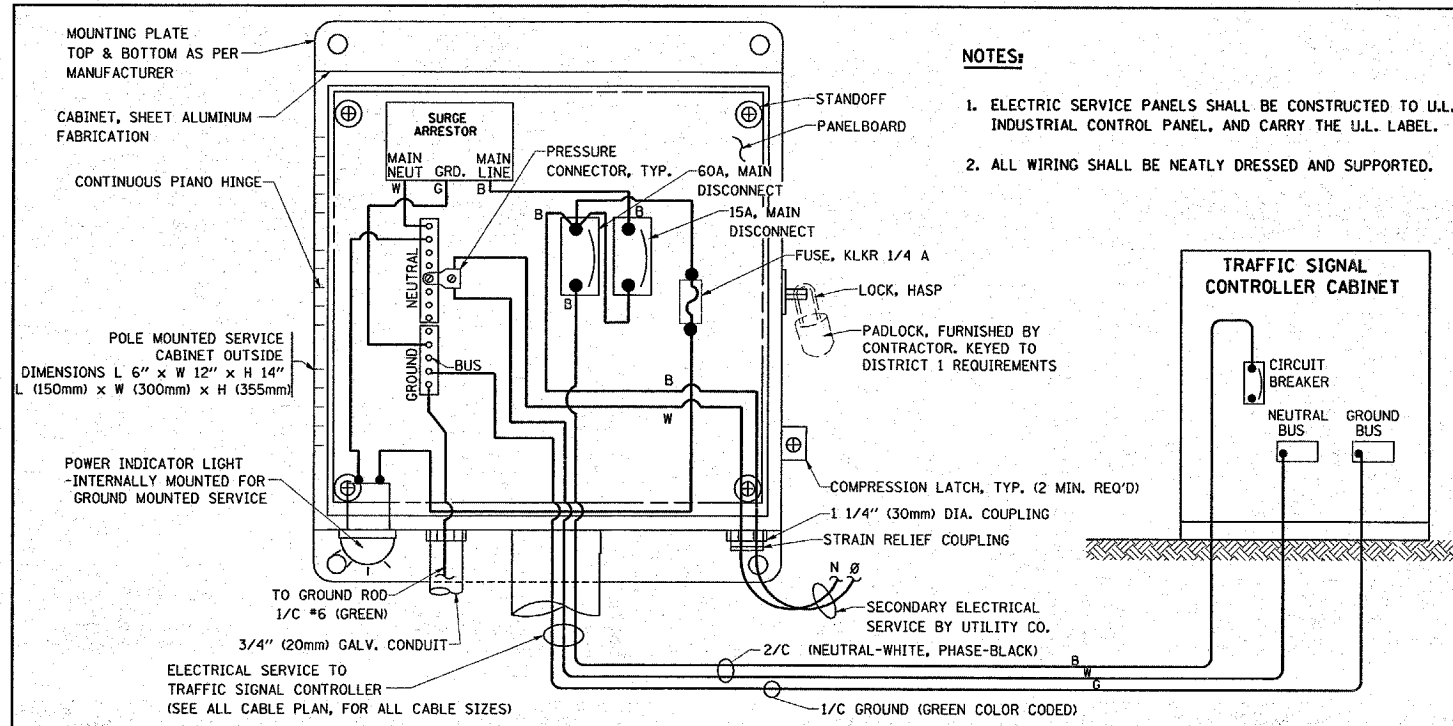 MOUNTING PLATE
TOP & BOTTOM AS PER
MANUFACTURER
CABINET, SHEET ALUMINUM
FABRICATION
CONTINUOUS PIANO HINGE
POLE MOUNTED SERVICE
CABINET OUTSIDE
DIMENSIONS L 6" x W 12" x H 14"
L (150mm) x W (300mm) x H (355mm)
POWER INDICATOR LIGHT
-INTERNALLY MOUNTED FOR
GROUND MOUNTED SERVICE
SURGE
ARRESTOR
MAIN
NEUT
GRD.
MAIN
LINE
W
G
B
PRESSURE
CONNECTOR, TYP.
NEUTRAL
GROUND
BUS
B
B
B
60A, MAIN
DISCONNECT
15A, MAIN
DISCONNECT
FUSE, KLKR 1/4 A
STANDOFF
PANELBOARD
LOCK, HASP
PADLOCK, FURNISHED BY
CONTRACTOR. KEYED TO
DISTRICT 1 REQUIREMENTS
B
W
COMPRESSION LATCH, TYP. (2 MIN. REQ'D)
1 1/4" (30mm) DIA. COUPLING
STRAIN RELIEF COUPLING
N Ø
SECONDARY ELECTRICAL
SERVICE BY UTILITY CO.
TO GROUND ROD
1/C #6 (GREEN)
3/4" (20mm) GALV. CONDUIT
ELECTRICAL SERVICE TO
TRAFFIC SIGNAL CONTROLLER
(SEE ALL CABLE PLAN, FOR ALL CABLE SIZES)
2/C (NEUTRAL-WHITE, PHASE-BLACK)
1/C GROUND (GREEN COLOR CODED)
B
W
G
NOTES:
1. ELECTRIC SERVICE PANELS SHALL BE CONSTRUCTED TO U.L.
INDUSTRIAL CONTROL PANEL, AND CARRY THE U.L. LABEL.
2. ALL WIRING SHALL BE NEATLY DRESSED AND SUPPORTED.
TRAFFIC SIGNAL
CONTROLLER CABINET
CIRCUIT
BREAKER
NEUTRAL
BUS
GROUND
BUS